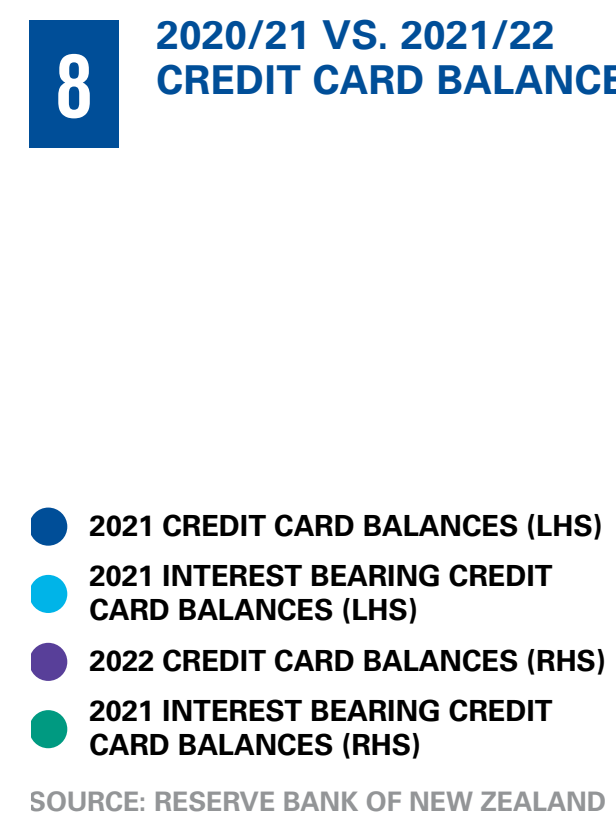 8
2020/21 VS. 2021/22
CREDIT CARD BALANCE
2021 CREDIT CARD BALANCES (LHS)
2021 INTEREST BEARING CREDIT
CARD BALANCES (LHS)
2022 CREDIT CARD BALANCES (RHS)
2021 INTEREST BEARING CREDIT
CARD BALANCES (RHS)
SOURCE: RESERVE BANK OF NEW ZEALAND